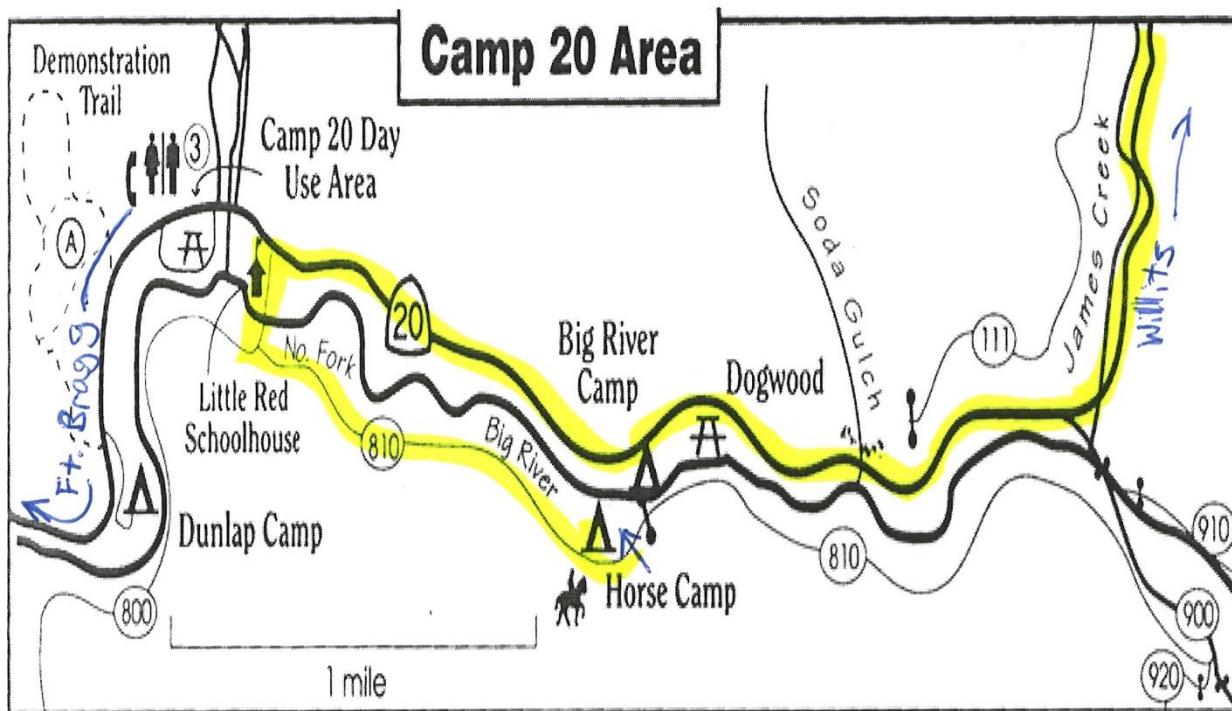 Camp 20 Area
Demonstration
Trail
3
Camp 20 Day
Use Area
A
Ft. Bragg
20
No. Fork
Little Red
Schoolhouse
810
Big River
Big River
Camp
Dogwood
Soda Gulch
111
James Creek
Willits
Dunlap Camp
Horse Camp
800
810
910
900
920
1 mile